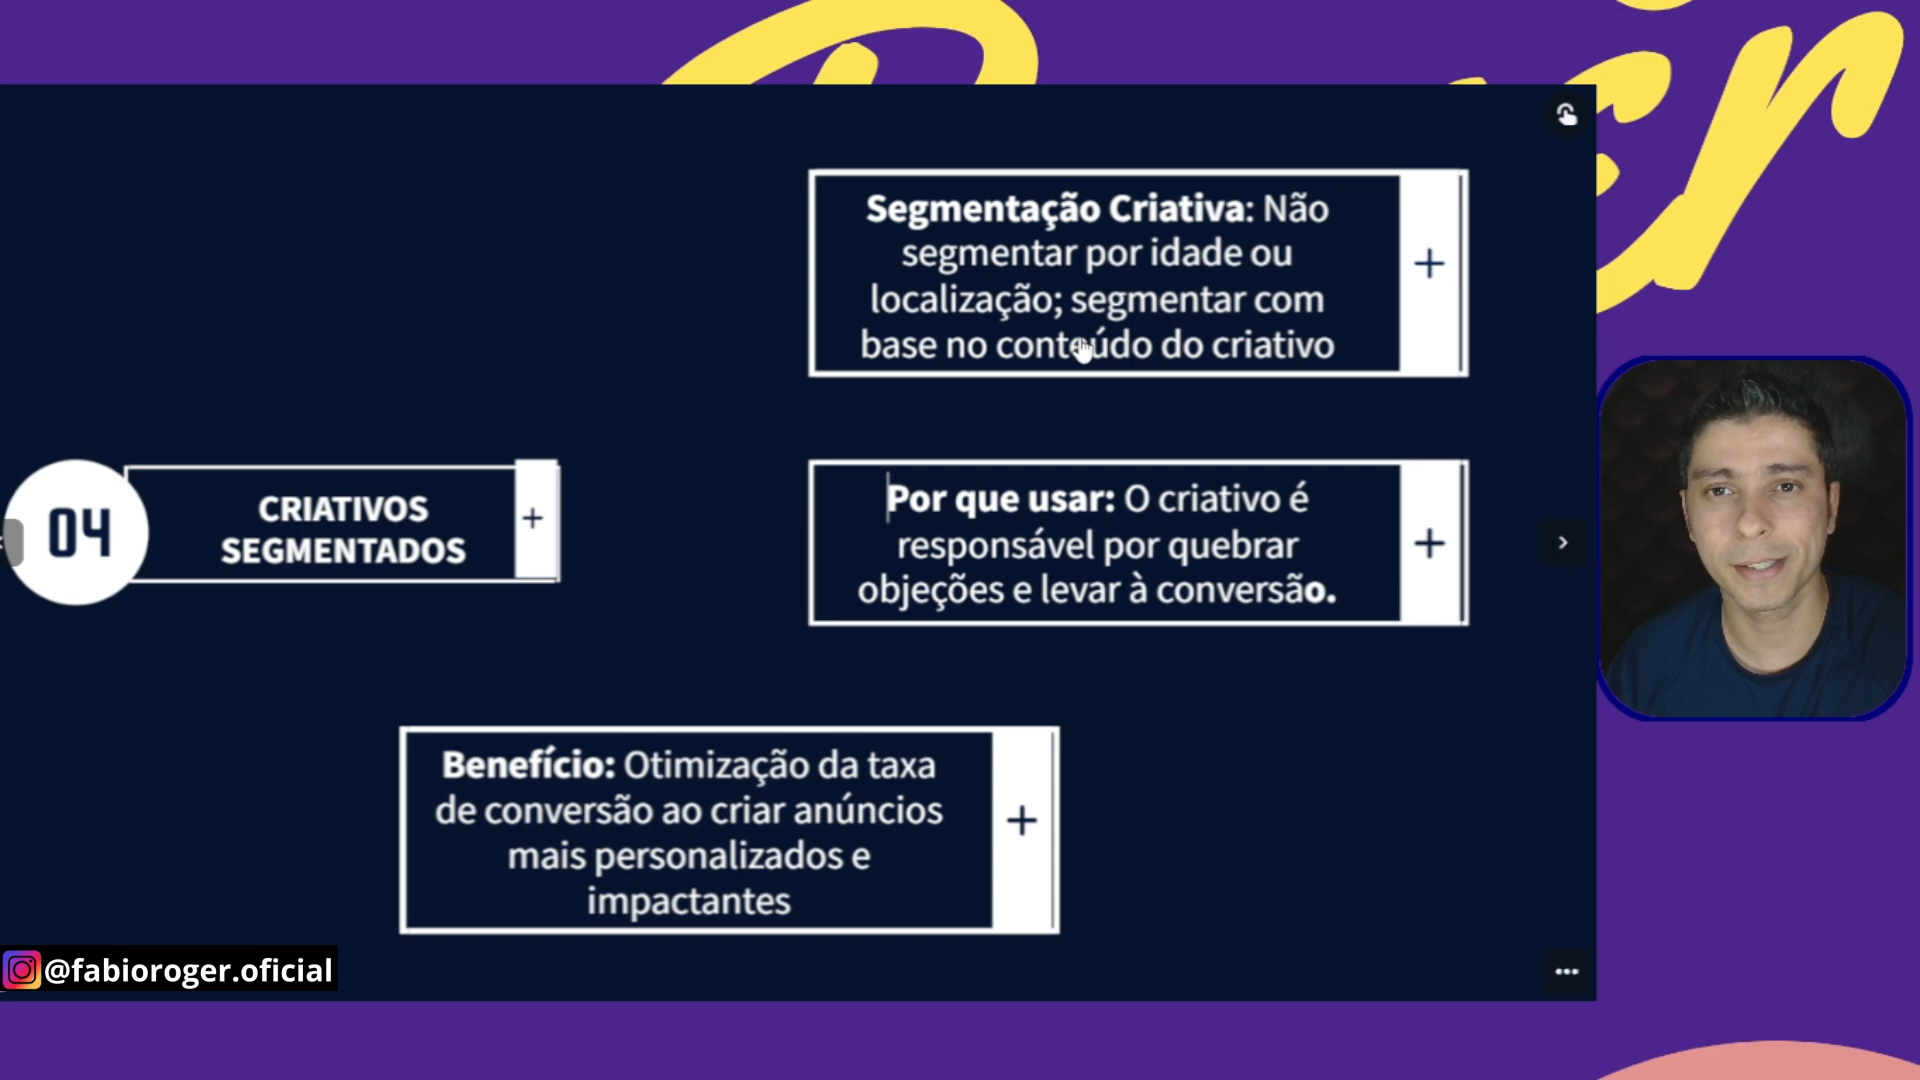 Segmentação Criativa: Não
segmentar por idade ou
localização; segmentar com
base no conteúdo do criativo
+
04
CRIATIVOS
SEGMENTADOS
+
Por que usar: O criativo é
responsável por quebrar
objeções e levar à conversão.
+
Benefício: Otimização da taxa
de conversão ao criar anúncios
mais personalizados e
impactantes
+
@fabioroger.oficial